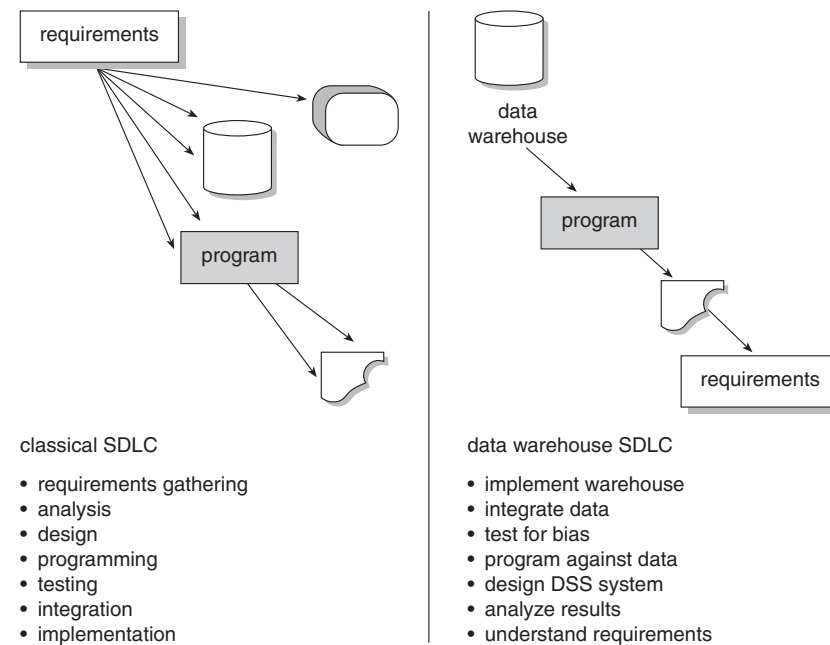 requirements
program
classical SDLC
• requirements gathering
• analysis
• design
• programming
• testing
• integration
• implementation
data
warehouse
program
requirements
data warehouse SDLC
• implement warehouse
• integrate data
• test for bias
• program against data
• design DSS system
• analyze results
• understand requirements